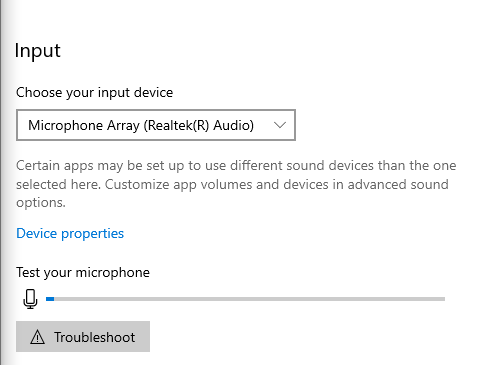 Input
Choose your input device
Microphone Array (Realtek(R) Audio)
Certain apps may be set up to use different sound devices than the one
selected here. Customize app volumes and devices in advanced sound
options.
Device properties
Test your microphone
Troubleshoot